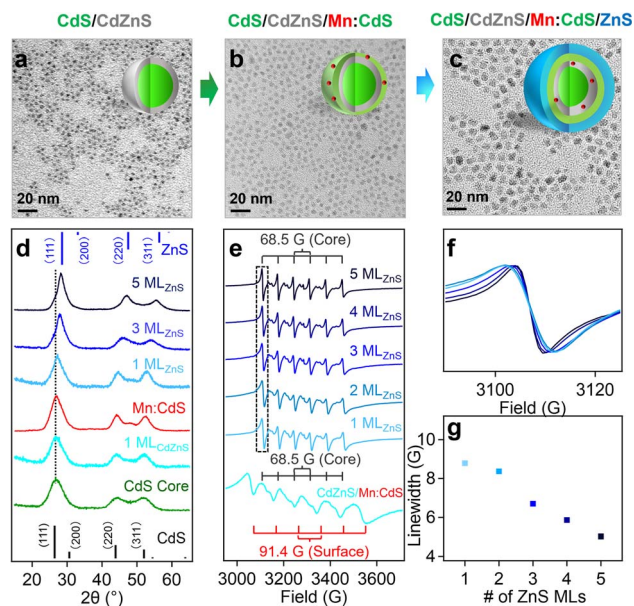 CdS/CdZnS
CdS/CdZnS/Mn:CdS
CdS/CdZnS/Mn:CdS/ZnS
a
20 nm
b
20 nm
c
20 nm
d
(111)
(200)
(220)
(311)
ZnS
5 MLZnS
3 MLZnS
1 MLZnS
Mn:CdS
1 MLCdZnS
CdS Core
(111)
(200)
(220)
(311)
CdS
20 30 40 50 60
2θ (°)
e
68.5 G (Core)
5 MLZnS
4 MLZnS
3 MLZnS
2 MLZnS
1 MLZnS
68.5 G (Core)
CdZnS/Mn:CdS
91.4 G (Surface)
3000 3200 3400 3600
Field (G)
f
3100 3120
Field (G)
g
Linewidth (G)
10
8
6
4
1 2 3 4 5
# of ZnS MLs